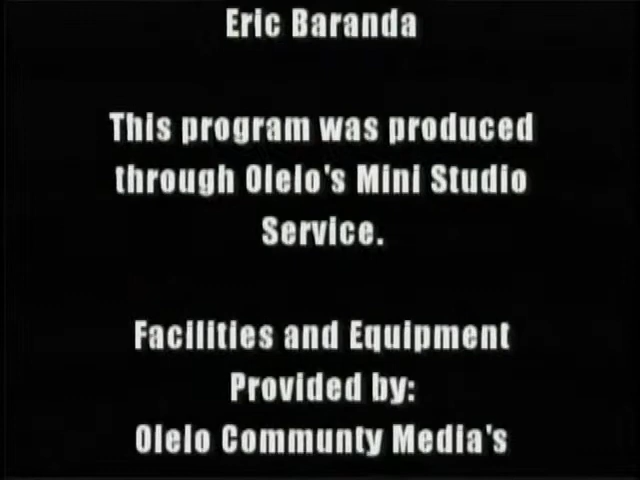 Eric Baranda
This program was produced
through Olelo's Mini Studio
Service.
Facilities and Equipment
Provided by:
Olelo Communty Media's